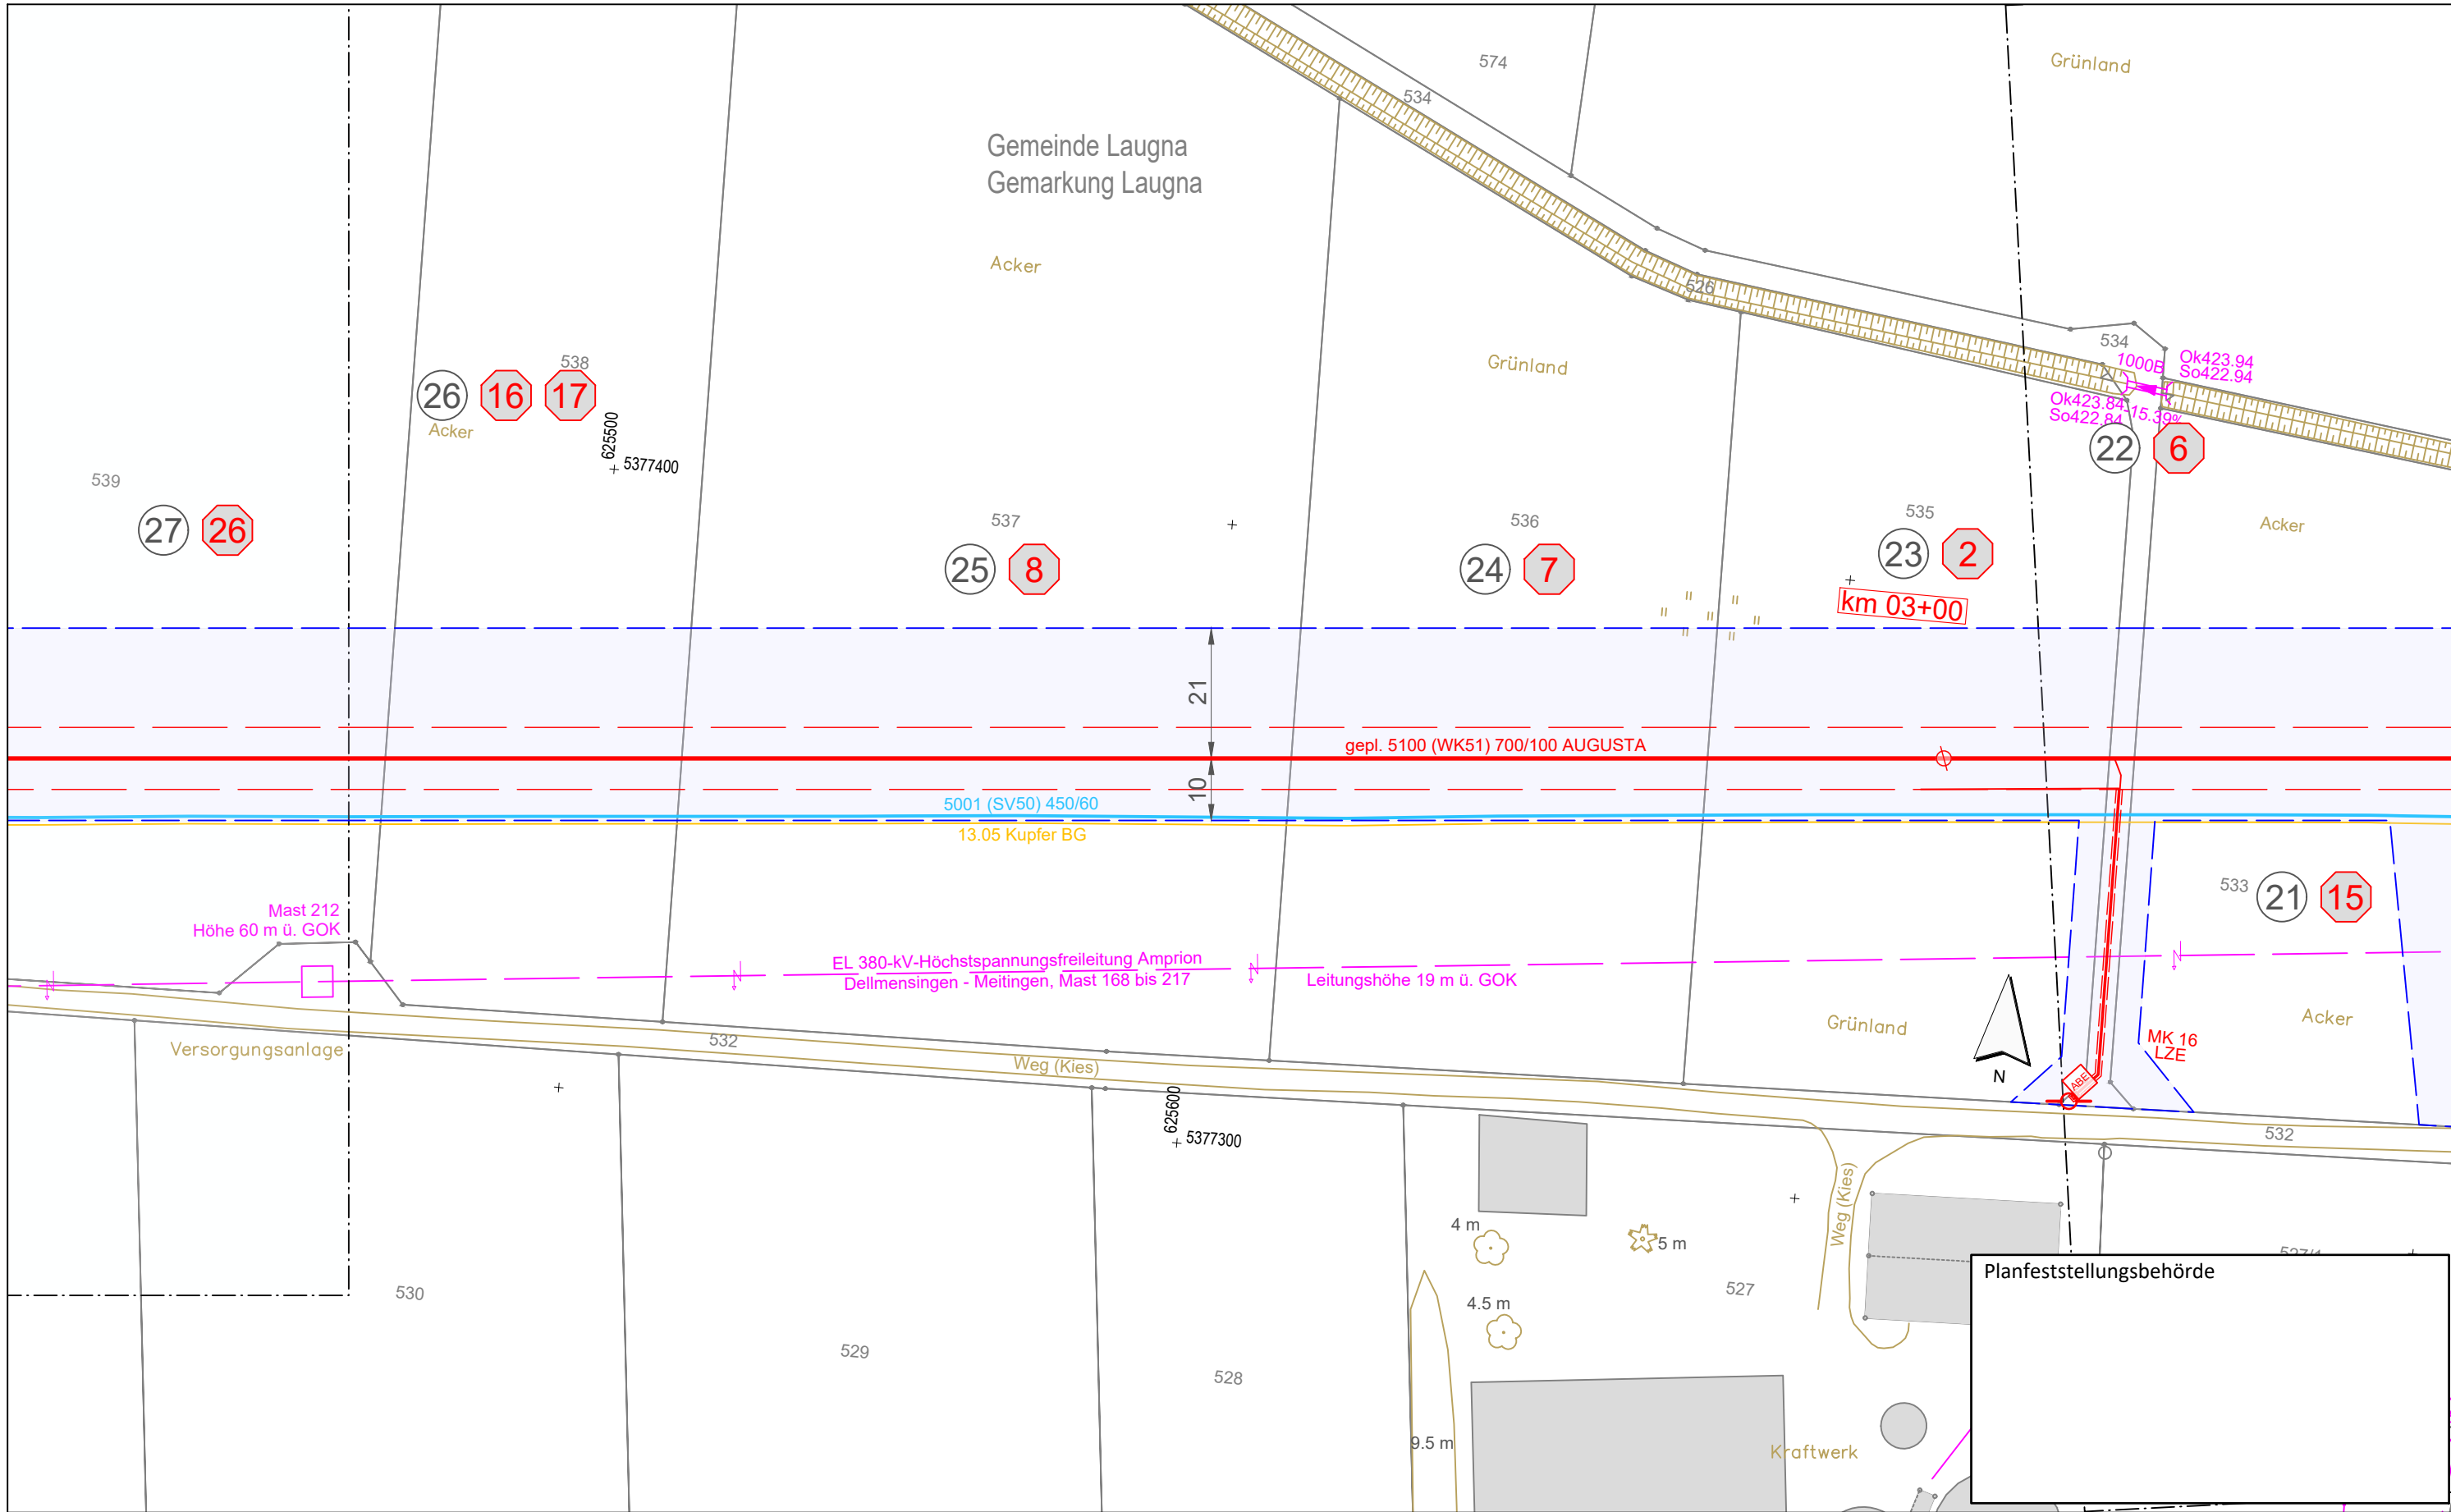 574
Grünland
534
Gemeinde Laugna
Gemarkung Laugna
Acker
526
534
1000B
Ok423.94
So422.94
538
Grünland
26
16
17
Acker
Ok423.84
So422.84
-15.39%
22
6
625500
5377400
539
537
536
535
Acker
27
26
25
8
24
7
23
2
km 03+00
21
gepl. 5100 (WK51) 700/100 AUGUSTA
10
5001 (SV50) 450/60
13.05 Kupfer BG
533
21
15
Mast 212
Höhe 60 m ü. GOK
EL 380-kV-Höchstspannungsfreileitung Amprion
Dellmensingen - Meitingen, Mast 168 bis 217
Leitungshöhe 19 m ü. GOK
Grünland
Acker
N
MK 16
LZE
ABE
Versorgungsanlage
532
Weg (Kies)
625600
5377300
532
Weg (Kies)
4 m
5 m
527/1
Planfeststellungsbehörde
530
527
4.5 m
529
528
9.5 m
Kraftwerk